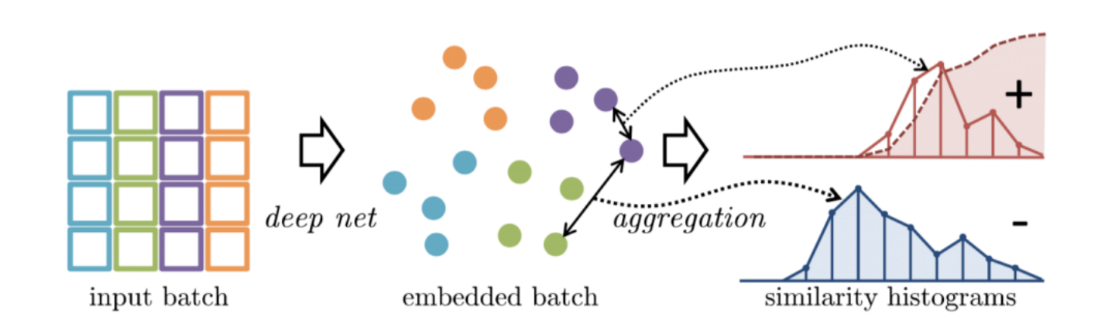 +
deep net
aggregation
-
input batch
embedded batch
similarity histograms